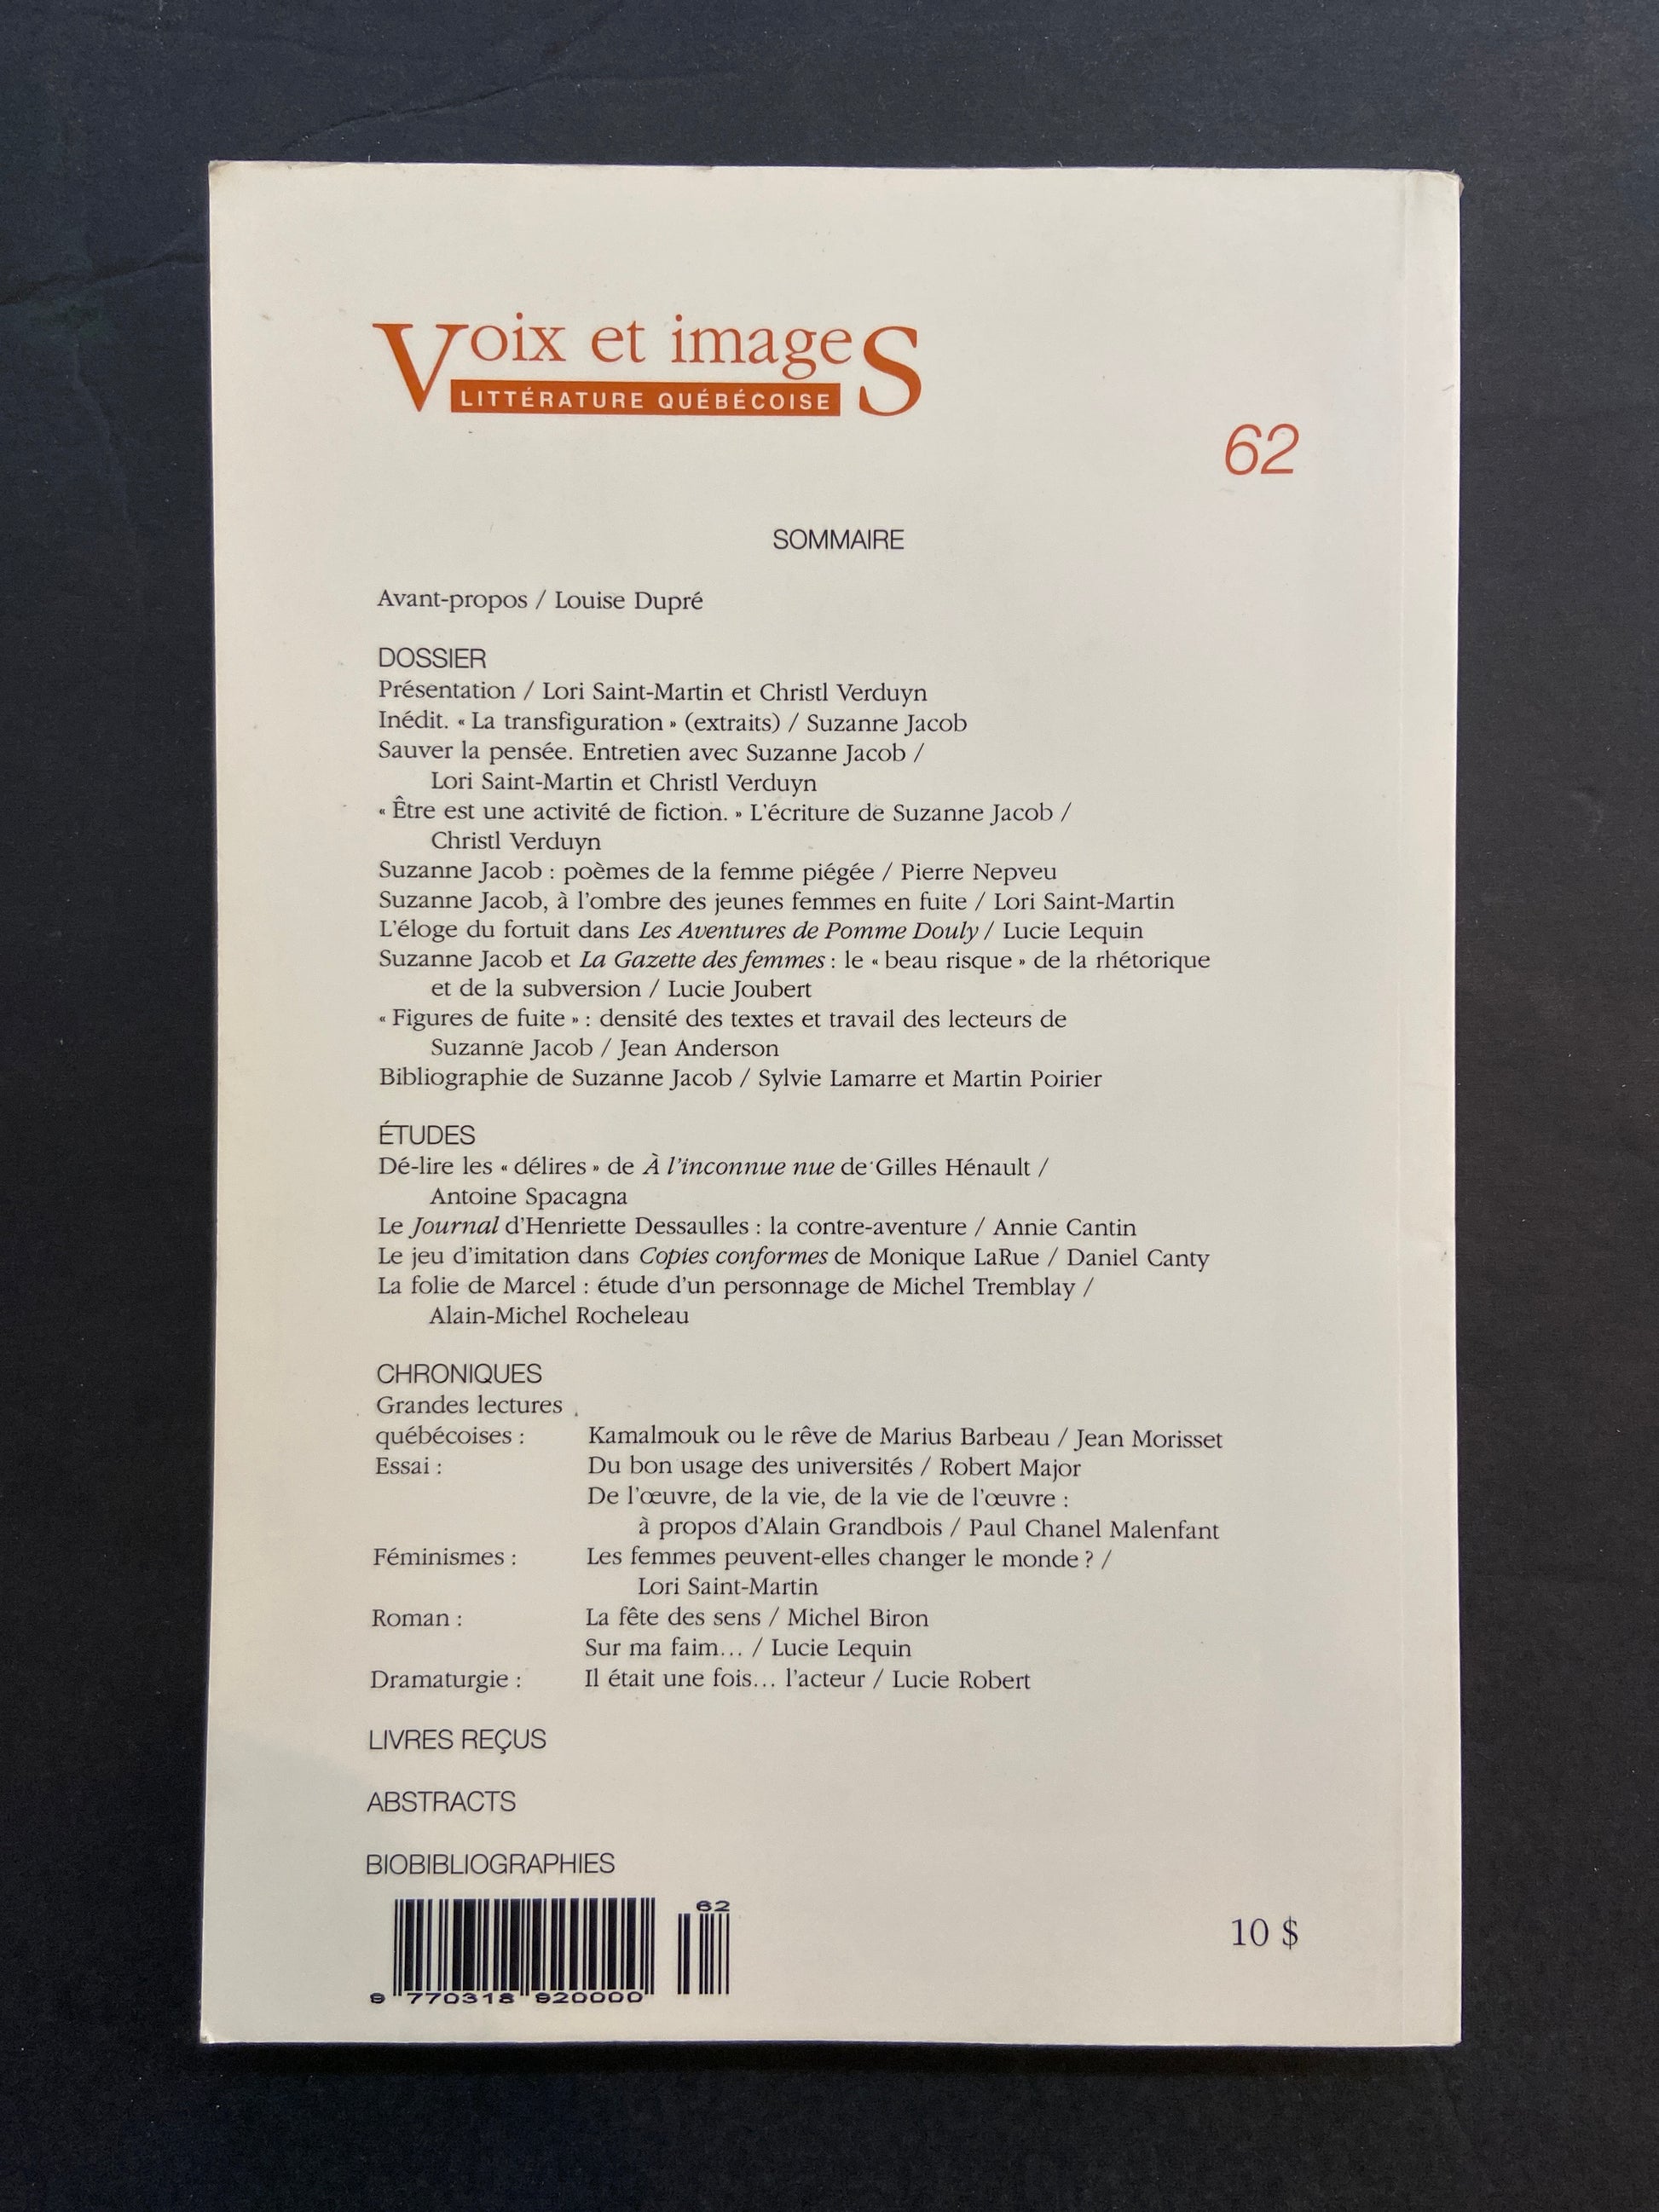 Voix et imageS
LITTÉRATURE QUÉBÉCOISE
62
SOMMAIRE
Avant-propos / Louise Dupré
DOSSIER
Présentation / Lori Saint-Martin et Christl Verduyn
Inédit. « La transfiguration » (extraits) / Suzanne Jacob
Sauver la pensée. Entretien avec Suzanne Jacob /
Lori Saint-Martin et Christl Verduyn
« Être est une activité de fiction. » L'écriture de Suzanne Jacob /
Christl Verduyn
Suzanne Jacob : poèmes de la femme piégée / Pierre Nepveu
Suzanne Jacob, à l'ombre des jeunes femmes en fuite / Lori Saint-Martin
L'éloge du fortuit dans Les Aventures de Pomme Douly / Lucie Lequin
Suzanne Jacob et La Gazette des femmes : le « beau risque » de la rhétorique
et de la subversion / Lucie Joubert
« Figures de fuite » : densité des textes et travail des lecteurs de
Suzanne Jacob / Jean Anderson
Bibliographie de Suzanne Jacob / Sylvie Lamarre et Martin Poirier
ÉTUDES
Dé-lire les « délires » de À l'inconnue nue de Gilles Hénault /
Antoine Spacagna
Le Journal d'Henriette Dessaulles : la contre-aventure / Annie Cantin
Le jeu d'imitation dans Copies conformes de Monique LaRue / Daniel Canty
La folie de Marcel : étude d'un personnage de Michel Tremblay /
Alain-Michel Rocheleau
CHRONIQUES
Grandes lectures
québécoises : Kamalmouk ou le rêve de Marius Barbeau / Jean Morisset
Essai : Du bon usage des universités / Robert Major
De l'œuvre, de la vie, de la vie de l'œuvre :
à propos d'Alain Grandbois / Paul Chanel Malenfant
Féminismes : Les femmes peuvent-elles changer le monde ? /
Lori Saint-Martin
Roman : La fête des sens / Michel Biron
Sur ma faim... / Lucie Lequin
Dramaturgie : Il était une fois... l'acteur / Lucie Robert
LIVRES REÇUS
ABSTRACTS
BIOBIBLIOGRAPHIES
62
9 770318 920000
10 $